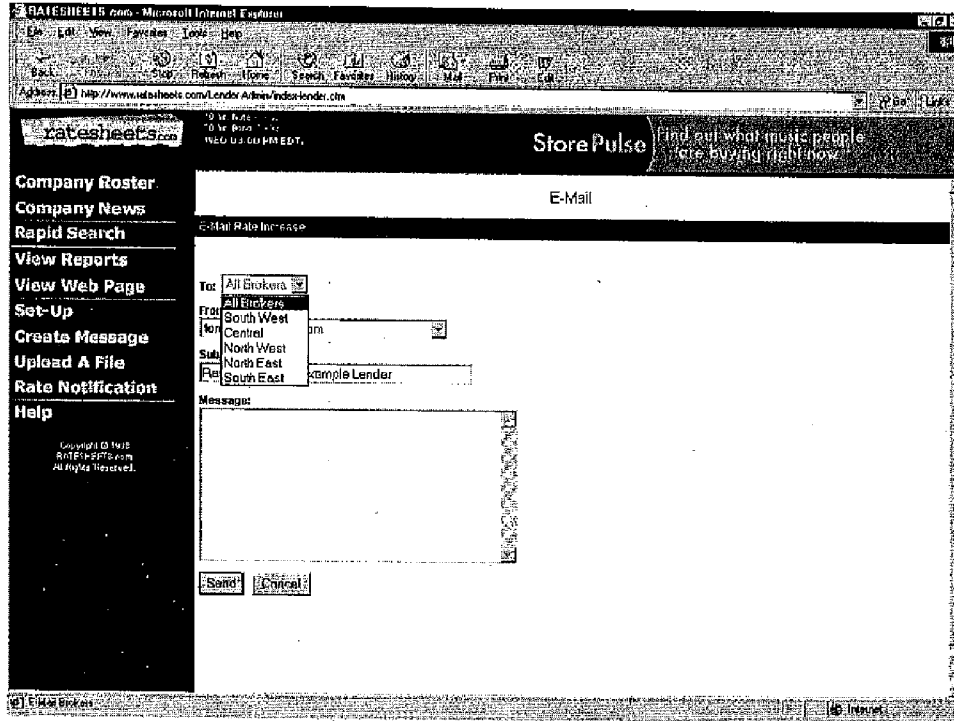 RATESHEETS.com - Microsoft Internet Explorer
File Edit View Favorites Tools Help
Back Stop Refresh Home Search Favorites History Mail Print Edit
Address http://www.ratesheets.com/LenderAdmin/index-lender.cfm Go Links
ratesheets.com
WED 03:00 PM EDT.
StorePulse
Find out what music people
are buying right now
Company Roster
Company News
Rapid Search
View Reports
View Web Page
Set-Up
Create Message
Upload A File
Rate Notification
Help
Copyright © 1998
RATESHEETS.com
All Rights Reserved.
E-Mail
E-Mail Rate Increase
To: All Brokers
All Brokers
South West
Central
North West
North East
South East
Example Lender
Message:
Send Cancel
E-Mail Brokers
Internet